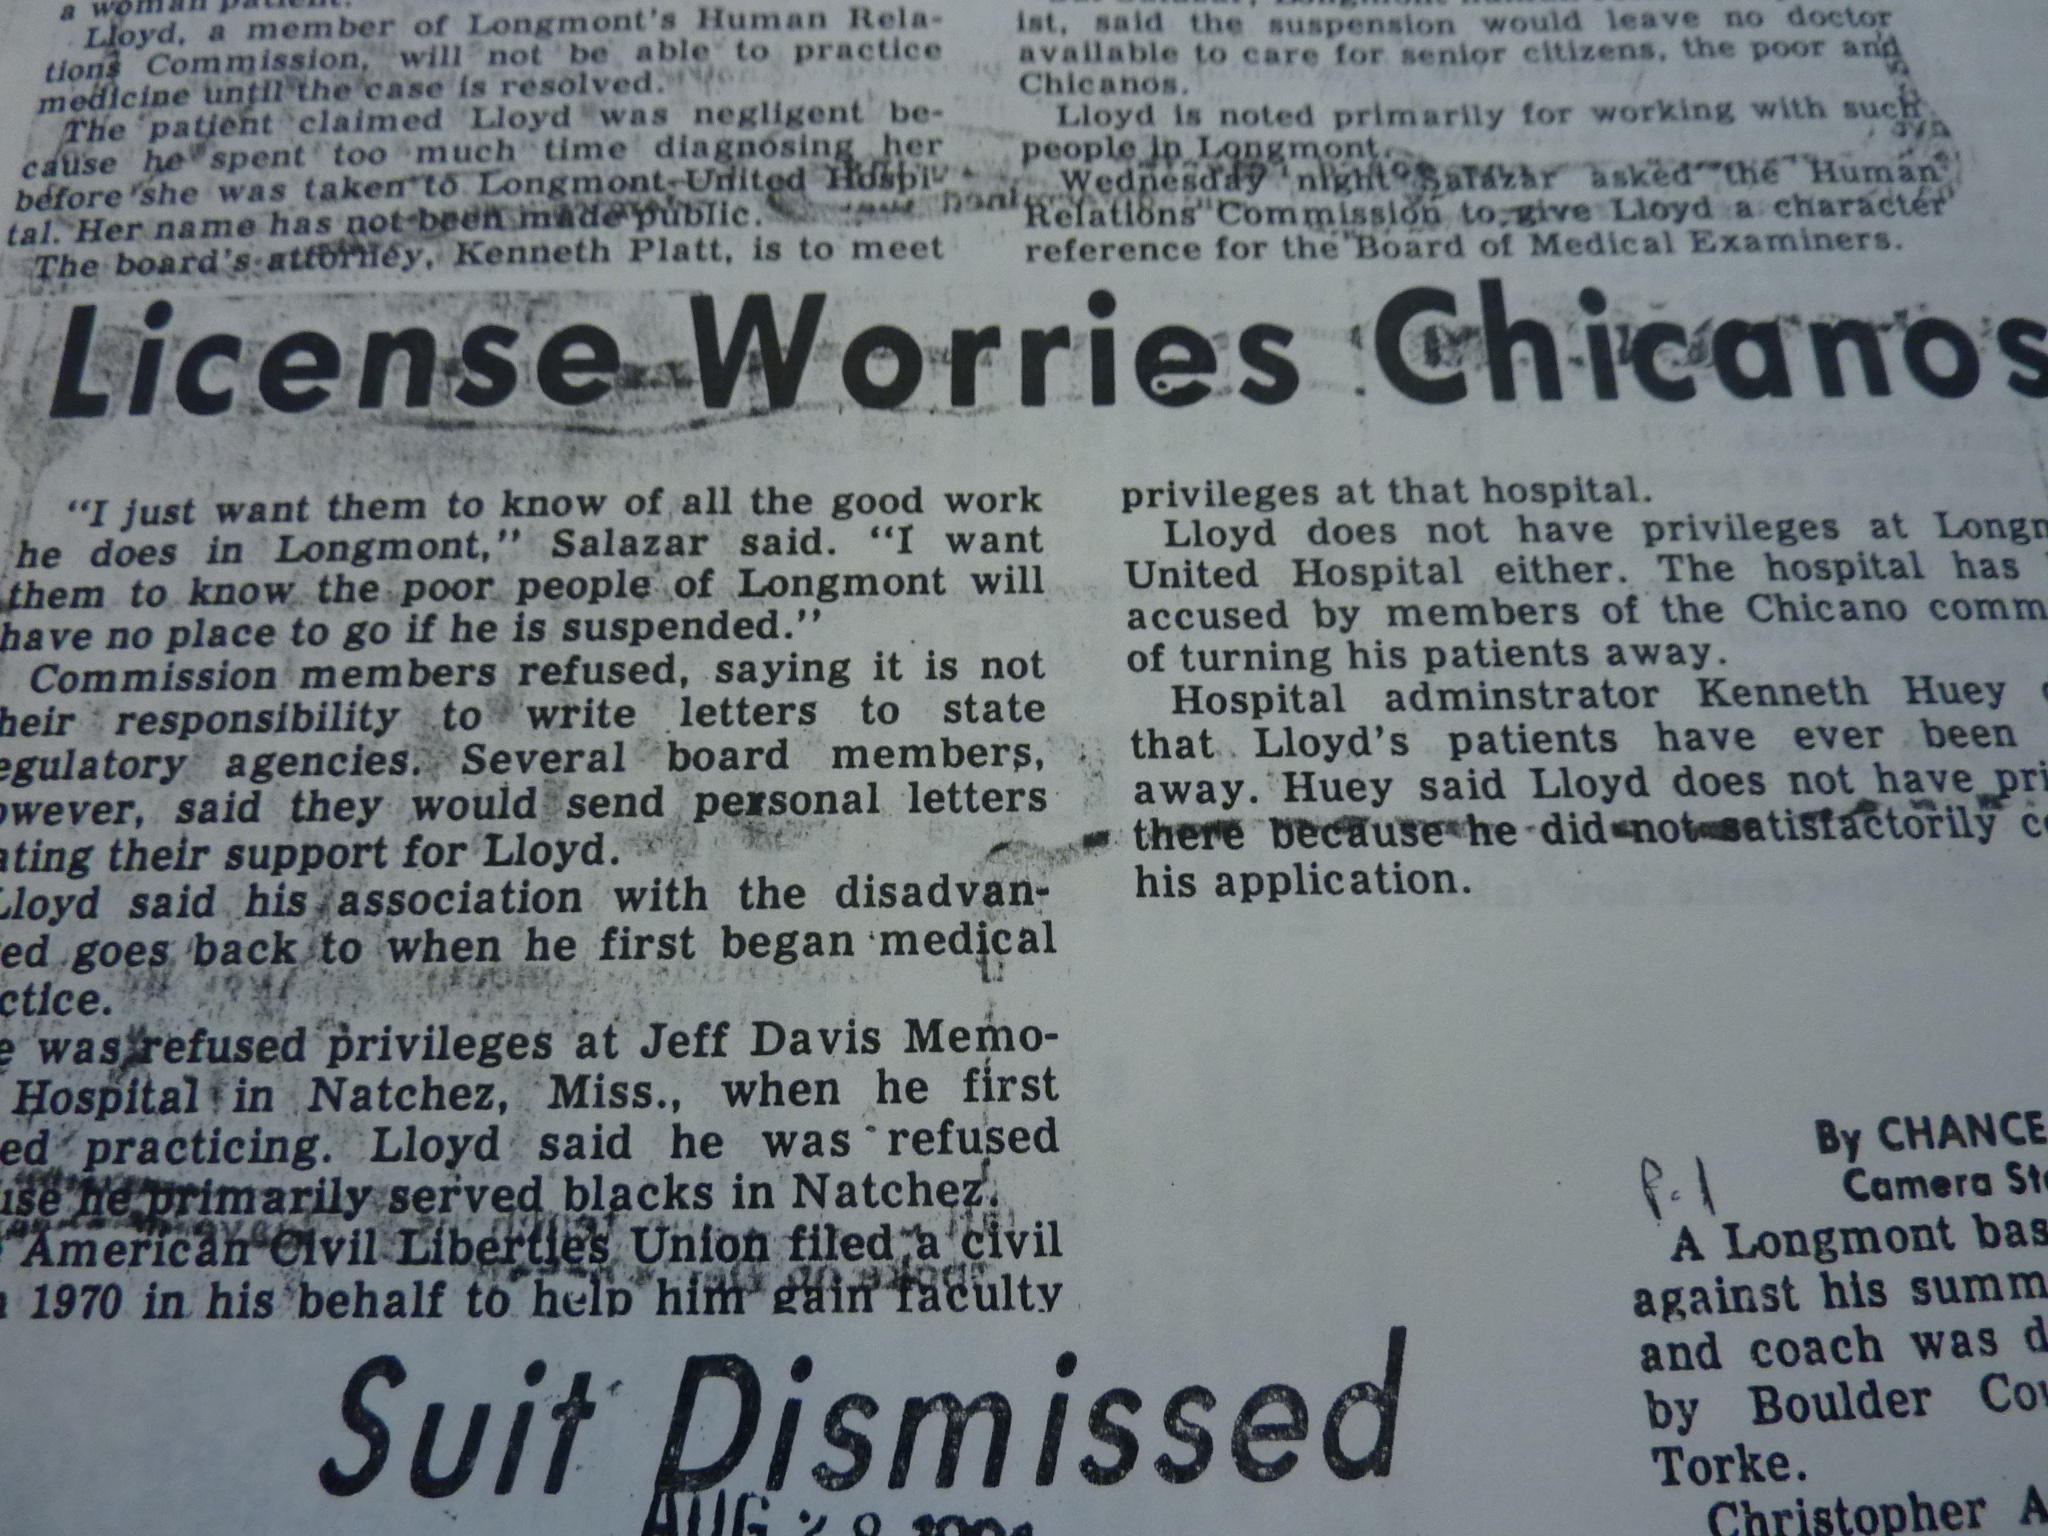 a woman patient.
Lloyd, a member of Longmont's Human Rela-
tions Commission, will not be able to practice
medicine until the case is resolved.
The patient claimed Lloyd was negligent be-
cause he spent too much time diagnosing her
before she was taken to Longmont United Hospi-
tal. Her name has not been made public.
The board's attorney, Kenneth Platt, is to meet
ist, said the suspension would leave no doctor
available to care for senior citizens, the poor and
Chicanos.
Lloyd is noted primarily for working with such
people in Longmont.
Wednesday night Salazar asked the Human
Relations Commission to give Lloyd a character
reference for the Board of Medical Examiners.
License Worries Chicanos
"I just want them to know of all the good work
he does in Longmont," Salazar said. "I want
them to know the poor people of Longmont will
have no place to go if he is suspended."
Commission members refused, saying it is not
heir responsibility to write letters to state
egulatory agencies. Several board members,
owever, said they would send personal letters
ating their support for Lloyd.
Lloyd said his association with the disadvan-
ed goes back to when he first began medical
ctice.
e was refused privileges at Jeff Davis Memo-
Hospital in Natchez, Miss., when he first
ed practicing. Lloyd said he was refused
use he primarily served blacks in Natchez.
American Civil Liberties Union filed a civil
1970 in his behalf to help him gain faculty
privileges at that hospital.
Lloyd does not have privileges at Longm
United Hospital either. The hospital has
accused by members of the Chicano comm
of turning his patients away.
Hospital adminstrator Kenneth Huey
that Lloyd's patients have ever been
away. Huey said Lloyd does not have pri
there because he did not satisfactorily co
his application.
Suit Dismissed
AUG
P-1
By CHANCE
Camera Sta
A Longmont bas
against his summ
and coach was d
by Boulder Cou
Torke.
Christopher A